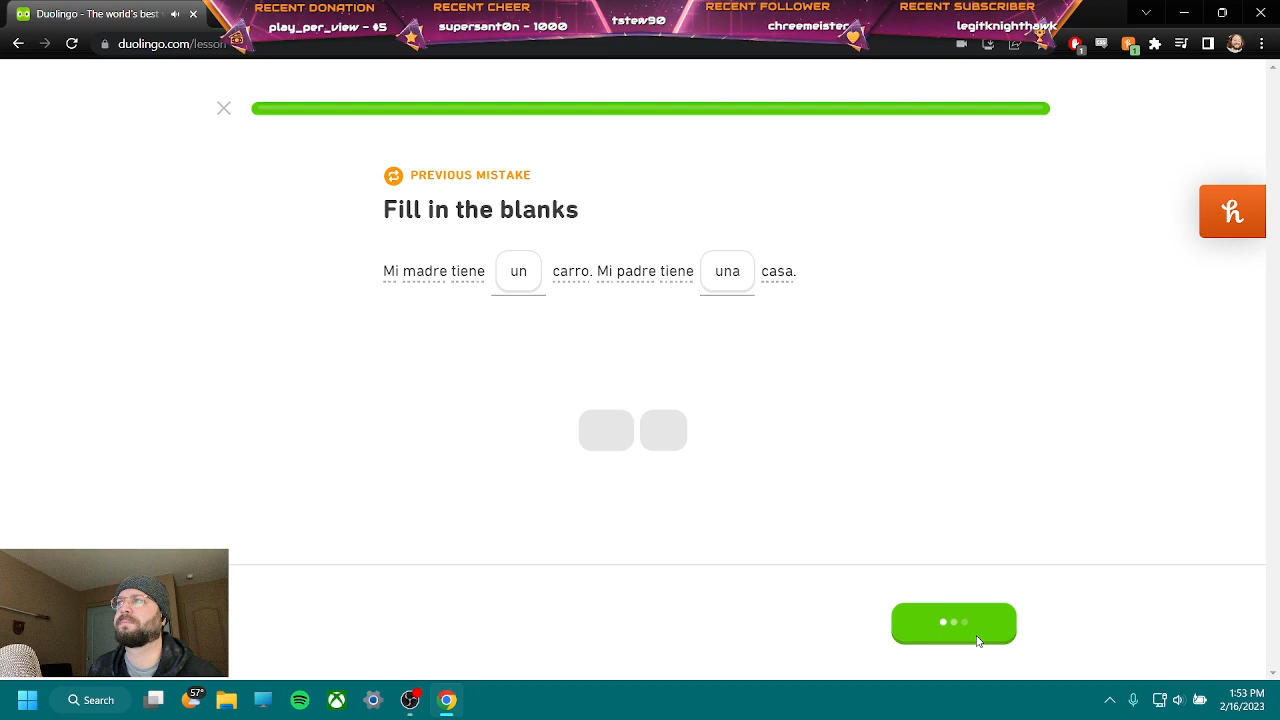 Duolingo - The world's best
RECENT DONATION
play_per_view - $5
RECENT CHEER
supersant0n - 1000
tstew90
RECENT FOLLOWER
chreemeister
RECENT SUBSCRIBER
legitknighthawk
duolingo.com/lesson
1
1
PREVIOUS MISTAKE
Fill in the blanks
Mi madre tiene un carro. Mi padre tiene una casa.
Search
57°
1:53 PM
2/16/2023